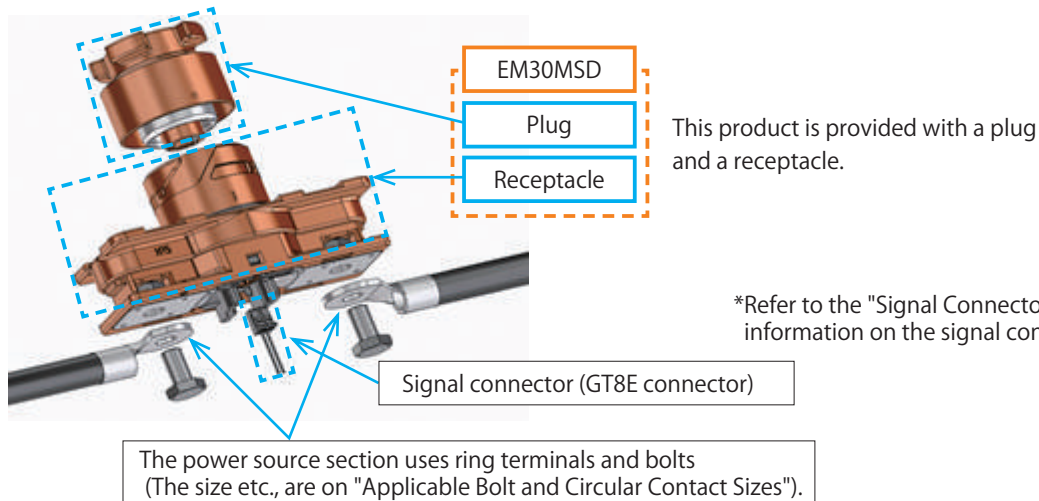 EM30MSD
Plug
Receptacle
This product is provided with a plug
and a receptacle.
*Refer to the "Signal Connecto
information on the signal con
Signal connector (GT8E connector)
The power source section uses ring terminals and bolts
(The size etc., are on "Applicable Bolt and Circular Contact Sizes").